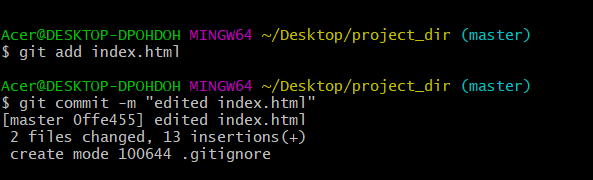 Acer@DESKTOP-DPOHDOH MINGW64 ~/Desktop/project_dir (master)
$ git add index.html
Acer@DESKTOP-DPOHDOH MINGW64 ~/Desktop/project_dir (master)
$ git commit -m "edited index.html"
[master 0ffe455] edited index.html
 2 files changed, 13 insertions(+)
 create mode 100644 .gitignore